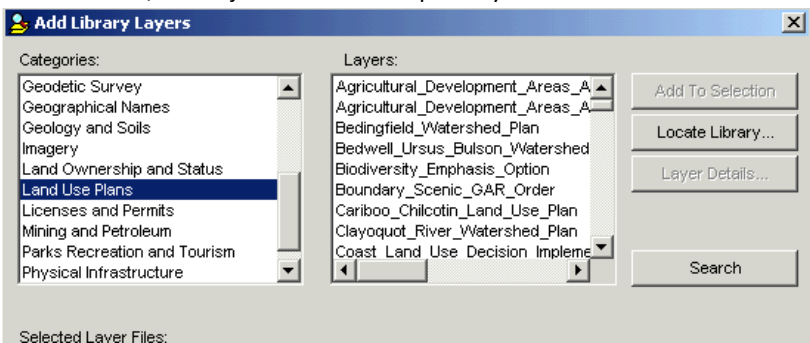 Add Library Layers
Categories:
Geodetic Survey
Geographical Names
Geology and Soils
Imagery
Land Ownership and Status
Land Use Plans
Licenses and Permits
Mining and Petroleum
Parks Recreation and Tourism
Physical Infrastructure
Layers:
Agricultural_Development_Areas_A
Agricultural_Development_Areas_A
Bedingfield_Watershed_Plan
Bedwell_Ursus_Bulson_Watershed
Biodiversity_Emphasis_Option
Boundary_Scenic_GAR_Order
Cariboo_Chilcotin_Land_Use_Plan
Clayoquot_River_Watershed_Plan
Coast_Land_Use_Decision_Impleme
Add To Selection
Locate Library...
Layer Details...
Search
Selected Layer Files: